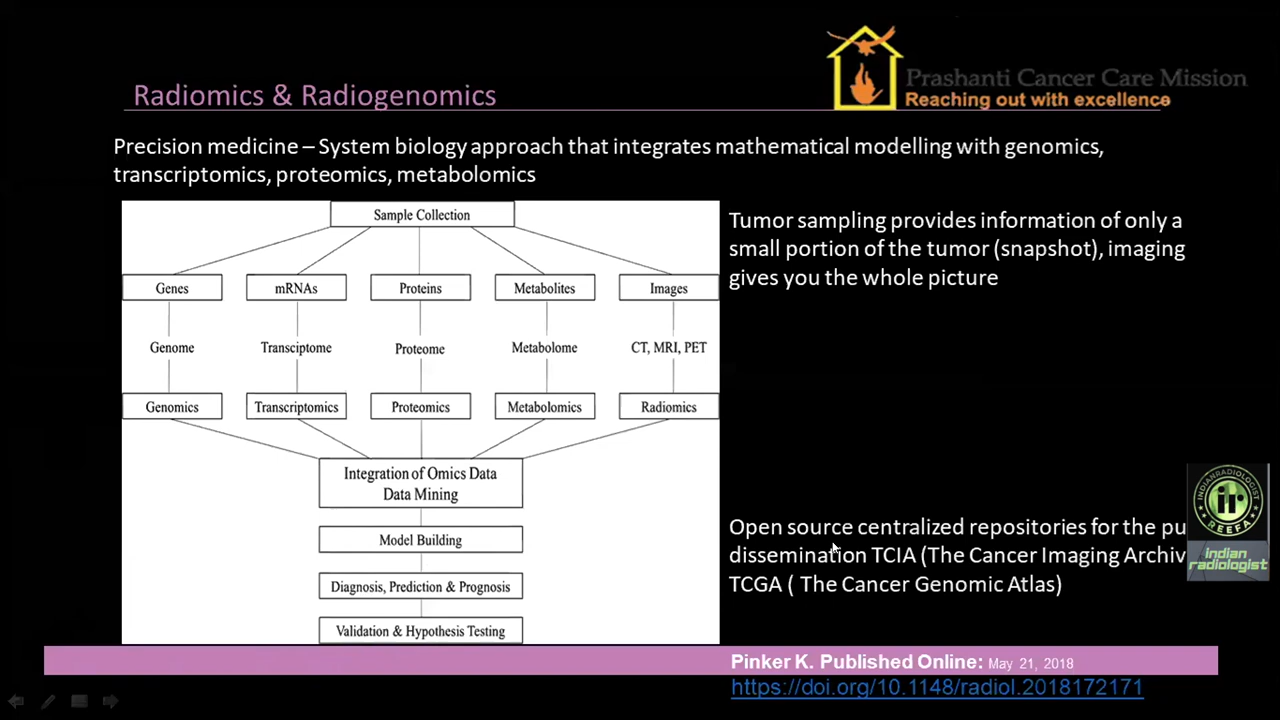 Prashanti Cancer Care Mission
Reaching out with excellence
Radiomics & Radiogenomics
Precision medicine – System biology approach that integrates mathematical modelling with genomics,
transcriptomics, proteomics, metabolomics
Sample Collection
Genes mRNAs Proteins Metabolites Images
Genome Transciptome Proteome Metabolome CT, MRI, PET
Genomics Transcriptomics Proteomics Metabolomics Radiomics
Integration of Omics Data
Data Mining
Model Building
Diagnosis, Prediction & Prognosis
Validation & Hypothesis Testing
Tumor sampling provides information of only a
small portion of the tumor (snapshot), imaging
gives you the whole picture
Open source centralized repositories for the pu
dissemination TCIA (The Cancer Imaging Archiv
TCGA ( The Cancer Genomic Atlas)
INDIANRADIOLOGIST
ir
REEFA
indian
radiologist
Pinker K. Published Online: May 21, 2018
https://doi.org/10.1148/radiol.2018172171